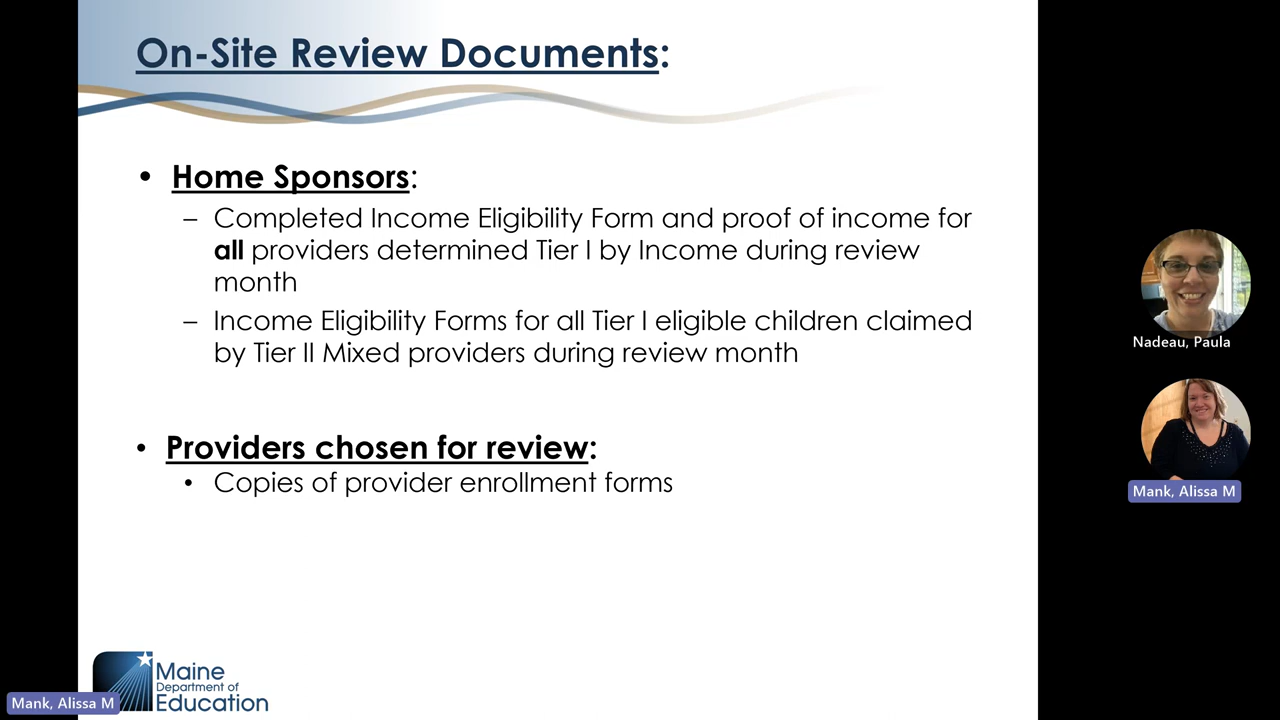 On-Site Review Documents:
• Home Sponsors:
– Completed Income Eligibility Form and proof of income for
all providers determined Tier I by Income during review
month
– Income Eligibility Forms for all Tier I eligible children claimed
by Tier II Mixed providers during review month
• Providers chosen for review:
• Copies of provider enrollment forms
Nadeau, Paula
Mank, Alissa M
Maine
Department of
Education
Mank, Alissa M